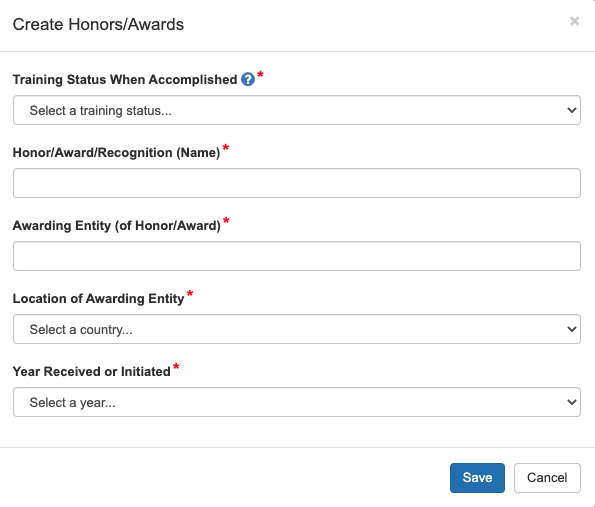 Create Honors/Awards ×
Training Status When Accomplished ? *
Select a training status...
Honor/Award/Recognition (Name) *
Awarding Entity (of Honor/Award) *
Location of Awarding Entity *
Select a country...
Year Received or Initiated *
Select a year...
Save Cancel